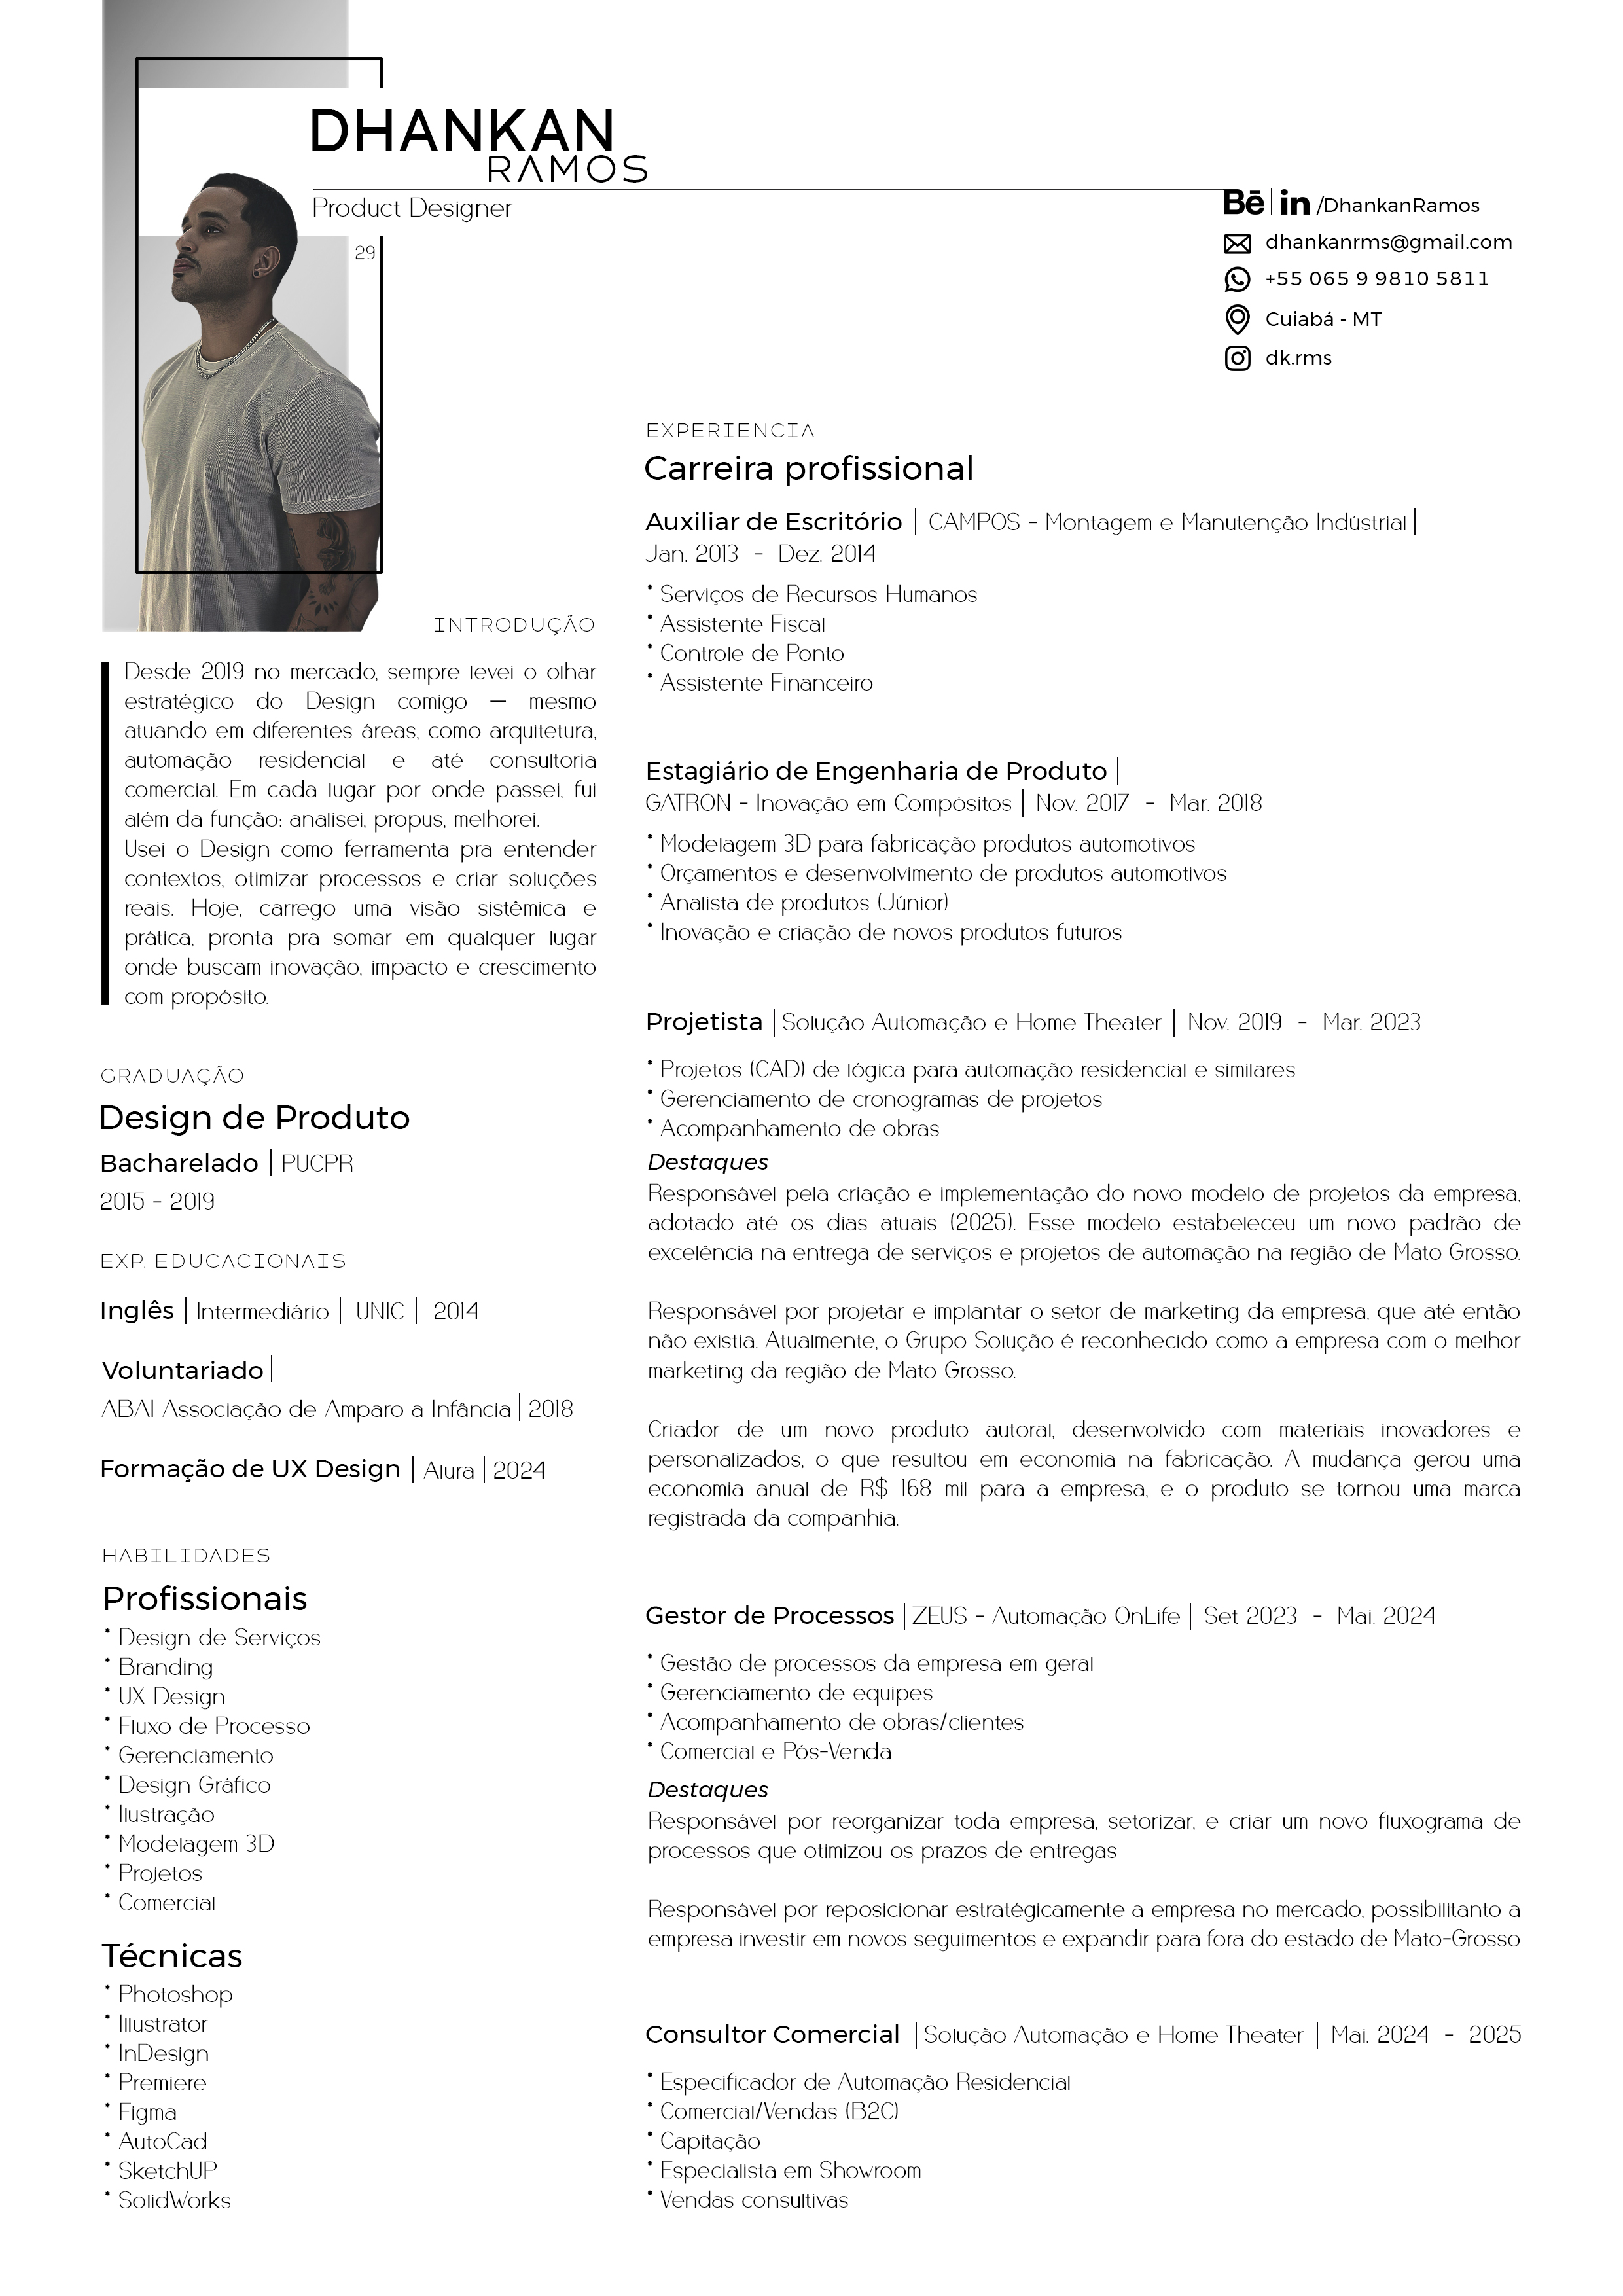 DHANKAN
RAMOS
Product Designer
29
Bē | in /DhankanRamos
dhankanrms@gmail.com
+55 065 9 9810 5811
Cuiabá - MT
dk.rms
INTRODUÇÃO
Desde 2019 no mercado, sempre levei o olhar
estratégico do Design comigo — mesmo
atuando em diferentes áreas, como arquitetura,
automação residencial e até consultoria
comercial. Em cada lugar por onde passei, fui
além da função: analisei, propus, melhorei.
Usei o Design como ferramenta pra entender
contextos, otimizar processos e criar soluções
reais. Hoje, carrego uma visão sistêmica e
prática, pronta pra somar em qualquer lugar
onde buscam inovação, impacto e crescimento
com propósito.
GRADUAÇÃO
Design de Produto
Bacharelado | PUCPR
2015 - 2019
EXP. EDUCACIONAIS
Inglês | Intermediário | UNIC | 2014
Voluntariado |
ABAI Associação de Amparo a Infância | 2018
Formação de UX Design | Alura | 2024
HABILIDADES
Profissionais
• Design de Serviços
• Branding
• UX Design
• Fluxo de Processo
• Gerenciamento
• Design Gráfico
• Ilustração
• Modelagem 3D
• Projetos
• Comercial
Técnicas
• Photoshop
• Illustrator
• InDesign
• Premiere
• Figma
• AutoCad
• SketchUP
• SolidWorks
EXPERIENCIA
Carreira profissional
Auxiliar de Escritório | CAMPOS - Montagem e Manutenção Indústrial |
Jan. 2013 - Dez. 2014
• Serviços de Recursos Humanos
• Assistente Fiscal
• Controle de Ponto
• Assistente Financeiro
Estagiário de Engenharia de Produto |
GATRON - Inovação em Compósitos | Nov. 2017 - Mar. 2018
• Modelagem 3D para fabricação produtos automotivos
• Orçamentos e desenvolvimento de produtos automotivos
• Analista de produtos (Júnior)
• Inovação e criação de novos produtos futuros
Projetista | Solução Automação e Home Theater | Nov. 2019 - Mar. 2023
• Projetos (CAD) de lógica para automação residencial e similares
• Gerenciamento de cronogramas de projetos
• Acompanhamento de obras
Destaques
Responsável pela criação e implementação do novo modelo de projetos da empresa,
adotado até os dias atuais (2025). Esse modelo estabeleceu um novo padrão de
excelência na entrega de serviços e projetos de automação na região de Mato Grosso.
Responsável por projetar e implantar o setor de marketing da empresa, que até então
não existia. Atualmente, o Grupo Solução é reconhecido como a empresa com o melhor
marketing da região de Mato Grosso.
Criador de um novo produto autoral, desenvolvido com materiais inovadores e
personalizados, o que resultou em economia na fabricação. A mudança gerou uma
economia anual de R$ 168 mil para a empresa, e o produto se tornou uma marca
registrada da companhia.
Gestor de Processos | ZEUS - Automação OnLife | Set 2023 - Mai. 2024
• Gestão de processos da empresa em geral
• Gerenciamento de equipes
• Acompanhamento de obras/clientes
• Comercial e Pós-Venda
Destaques
Responsável por reorganizar toda empresa, setorizar, e criar um novo fluxograma de
processos que otimizou os prazos de entregas
Responsável por reposicionar estratégicamente a empresa no mercado, possibilitanto a
empresa investir em novos seguimentos e expandir para fora do estado de Mato-Grosso
Consultor Comercial | Solução Automação e Home Theater | Mai. 2024 - 2025
• Especificador de Automação Residencial
• Comercial/Vendas (B2C)
• Capitação
• Especialista em Showroom
• Vendas consultivas